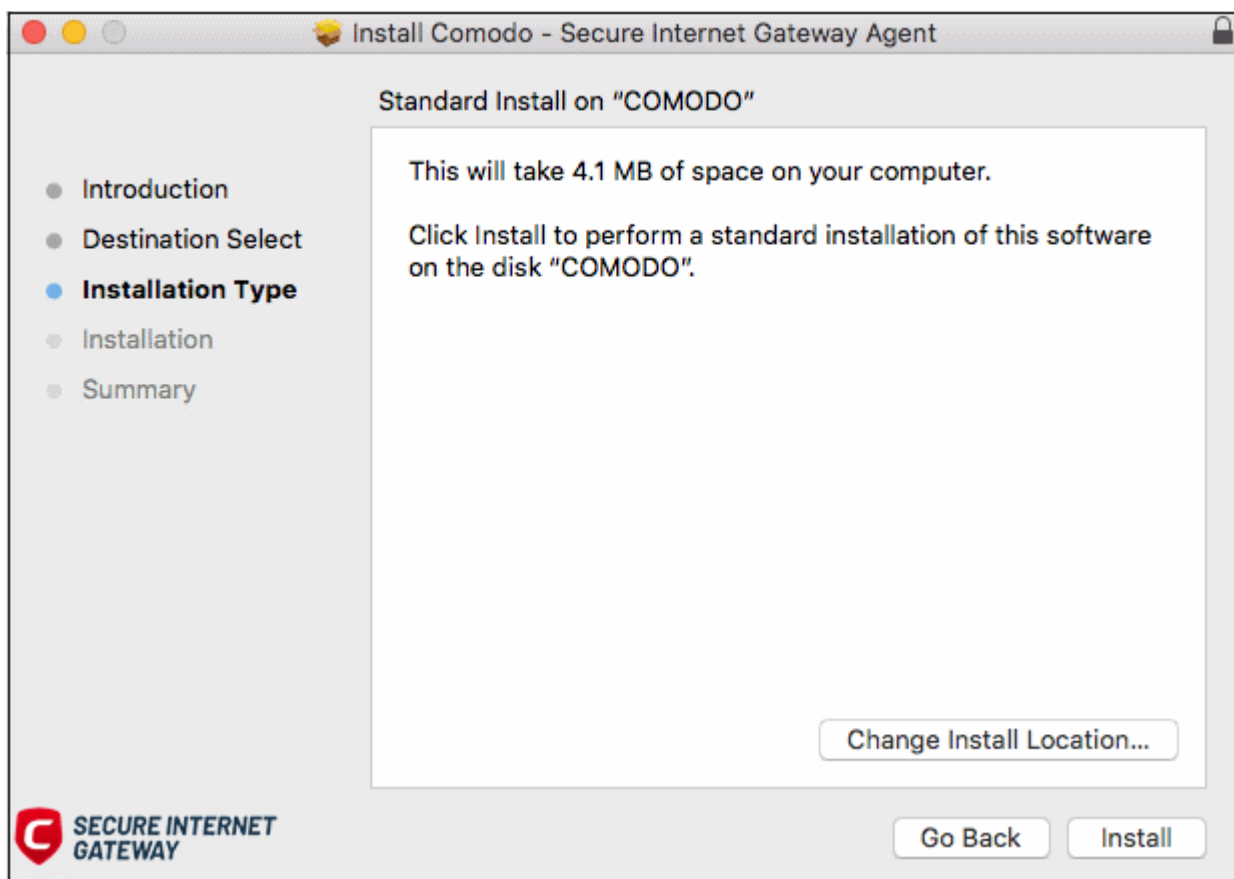 Install Comodo - Secure Internet Gateway Agent
Standard Install on "COMODO"
Introduction
Destination Select
Installation Type
Installation
Summary
This will take 4.1 MB of space on your computer.
Click Install to perform a standard installation of this software
on the disk "COMODO".
Change Install Location...
C SECURE INTERNET
GATEWAY
Go Back
Install